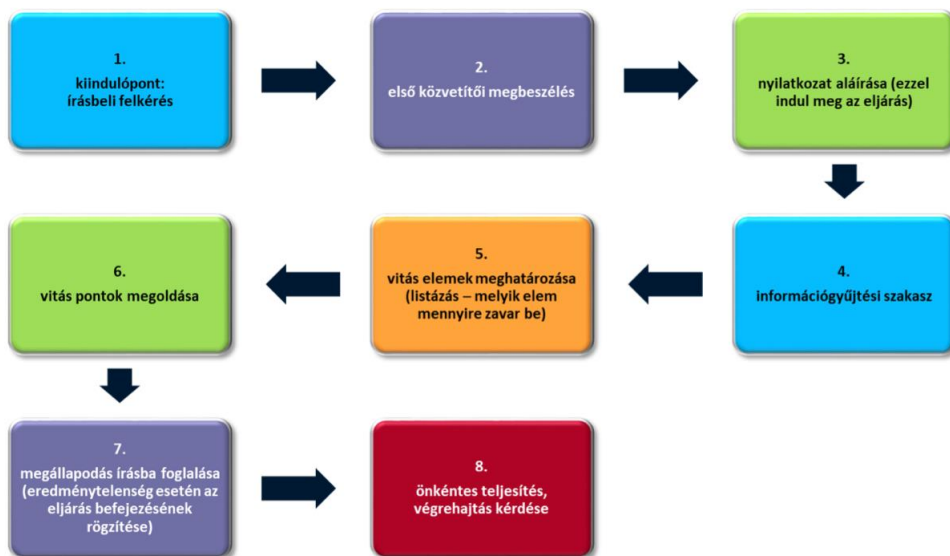 1.
kiindulópont:
írásbeli felkérés
2.
első közvetítői megbeszélés
3.
nyilatkozat aláírása (ezzel
indul meg az eljárás)
4.
információgyűjtési szakasz
5.
vitás elemek meghatározása
(listázás – melyik elem
mennyire zavar be)
6.
vitás pontok megoldása
7.
megállapodás írásba foglalása
(eredménytelenség esetén az
eljárás befejezésének
rögzítése)
8.
önkéntes teljesítés,
végrehajtás kérdése